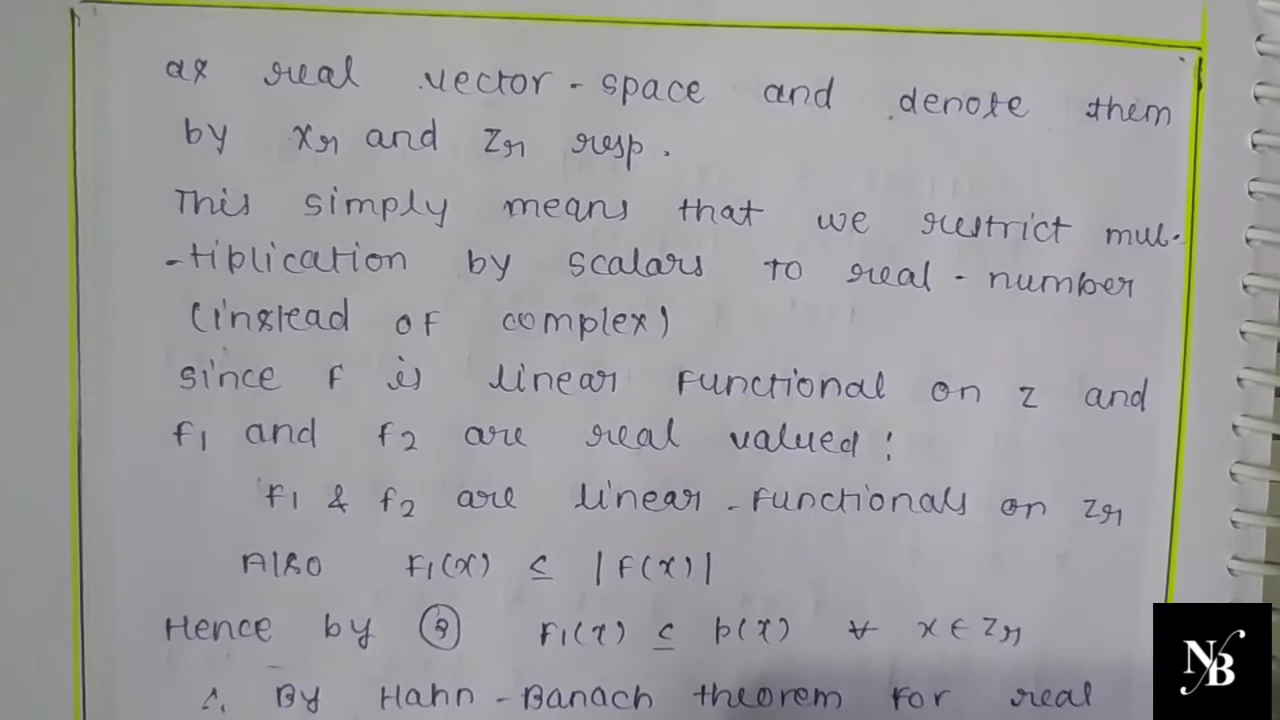 as real vector-space and denote them
by Xr and Zr resp.
This simply means that we restrict mul-
-tiplication by scalars to real-number
(instead of complex)
since f is linear functional on z and
f1 and f2 are real valued:
f1 & f2 are linear-functionals on Zr
Also f1(x) ≤ |f(x)|
Hence by ③ f1(x) ≤ p(x) ∀ x ∈ Zr
∴ By Hahn-Banach theorem for real
NB